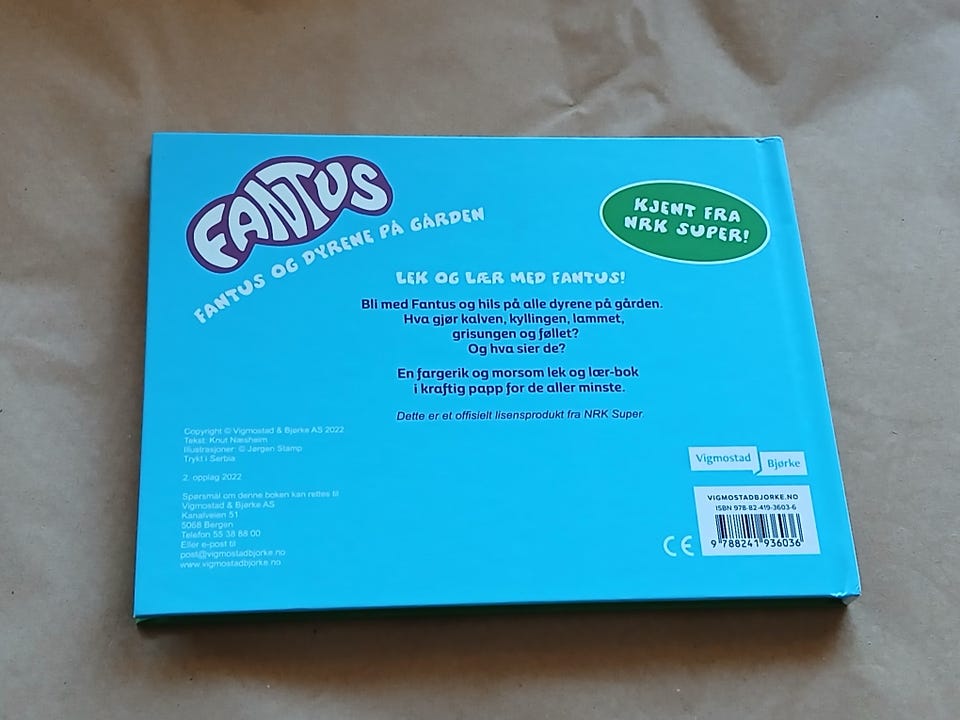 FANTUS
FANTUS OG DYRENE PÅ GÅRDEN
KJENT FRA
NRK SUPER!
LEK OG LÆR MED FANTUS!
Bli med Fantus og hils på alle dyrene på gården.
Hva gjør kalven, kyllingen, lammet,
grisungen og føllet?
Og hva sier de?
En fargerik og morsom lek og lær-bok
i kraftig papp for de aller minste.
Dette er et offisielt lisensprodukt fra NRK Super.
Copyright © Vigmostad & Bjørke AS 2022
Tekst: Knut Næsheim
Illustrasjoner: © Jørgen Stamp
Trykt i Serbia
2. opplag 2022
Spørsmål om denne boken kan rettes til
Vigmostad & Bjørke AS
Kanalveien 51
5068 Bergen
Telefon 55 38 88 00
Eller e-post til
post@vigmostadbjorke.no
www.vigmostadbjorke.no
Vigmostad Bjørke
VIGMOSTADBJORKE.NO
ISBN 978-82-419-3603-6
9 788241 936036
CE